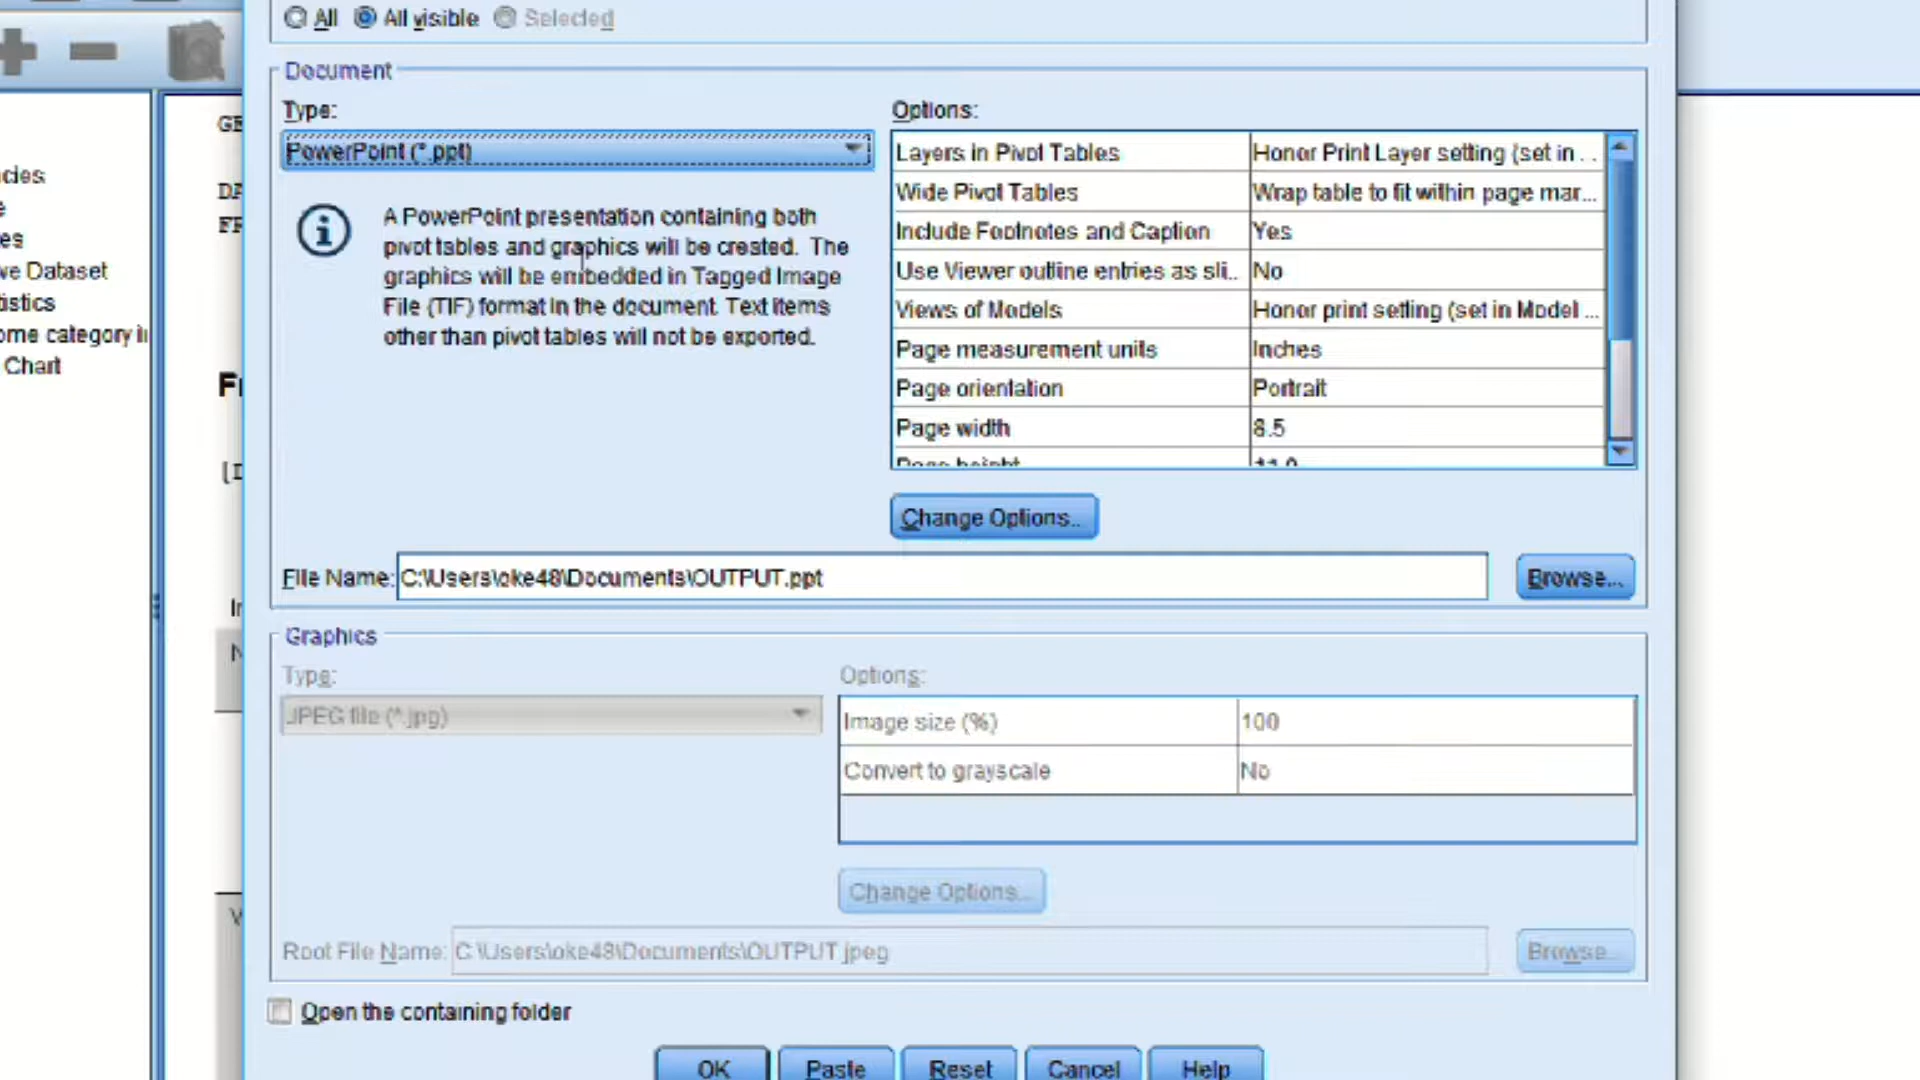 All All visible Selected
Document
Type:
PowerPoint (*.ppt)
A PowerPoint presentation containing both
pivot tables and graphics will be created. The
graphics will be embedded in Tagged Image
File (TIF) format in the document. Text items
other than pivot tables will not be exported.
Options:
Layers in Pivot Tables Honor Print Layer setting (set in . .
Wide Pivot Tables Wrap table to fit within page mar...
Include Footnotes and Caption Yes
Use Viewer outline entries as sli.. No
Views of Models Honor print setting (set in Model ...
Page measurement units Inches
Page orientation Portrait
Page width 8.5
Page height 11.0
Change Options..
File Name: C:\Users\oke48\Documents\OUTPUT.ppt Browse...
Graphics
Type:
JPEG file (*.jpg)
Options:
Image size (%) 100
Convert to grayscale No
Change Options...
Root File Name: C:\Users\oke48\Documents\OUTPUT.jpeg Browse...
Open the containing folder
OK Paste Reset Cancel Help
cies
e
es
ve Dataset
tistics
ome category i
Chart
GE
DA
FR
Fr
[D